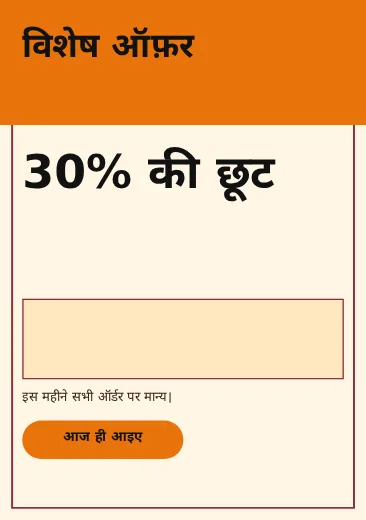 विशेष ऑफ़र
30% की छूट
इस महीने सभी ऑर्डर पर मान्य|
आज ही आइए